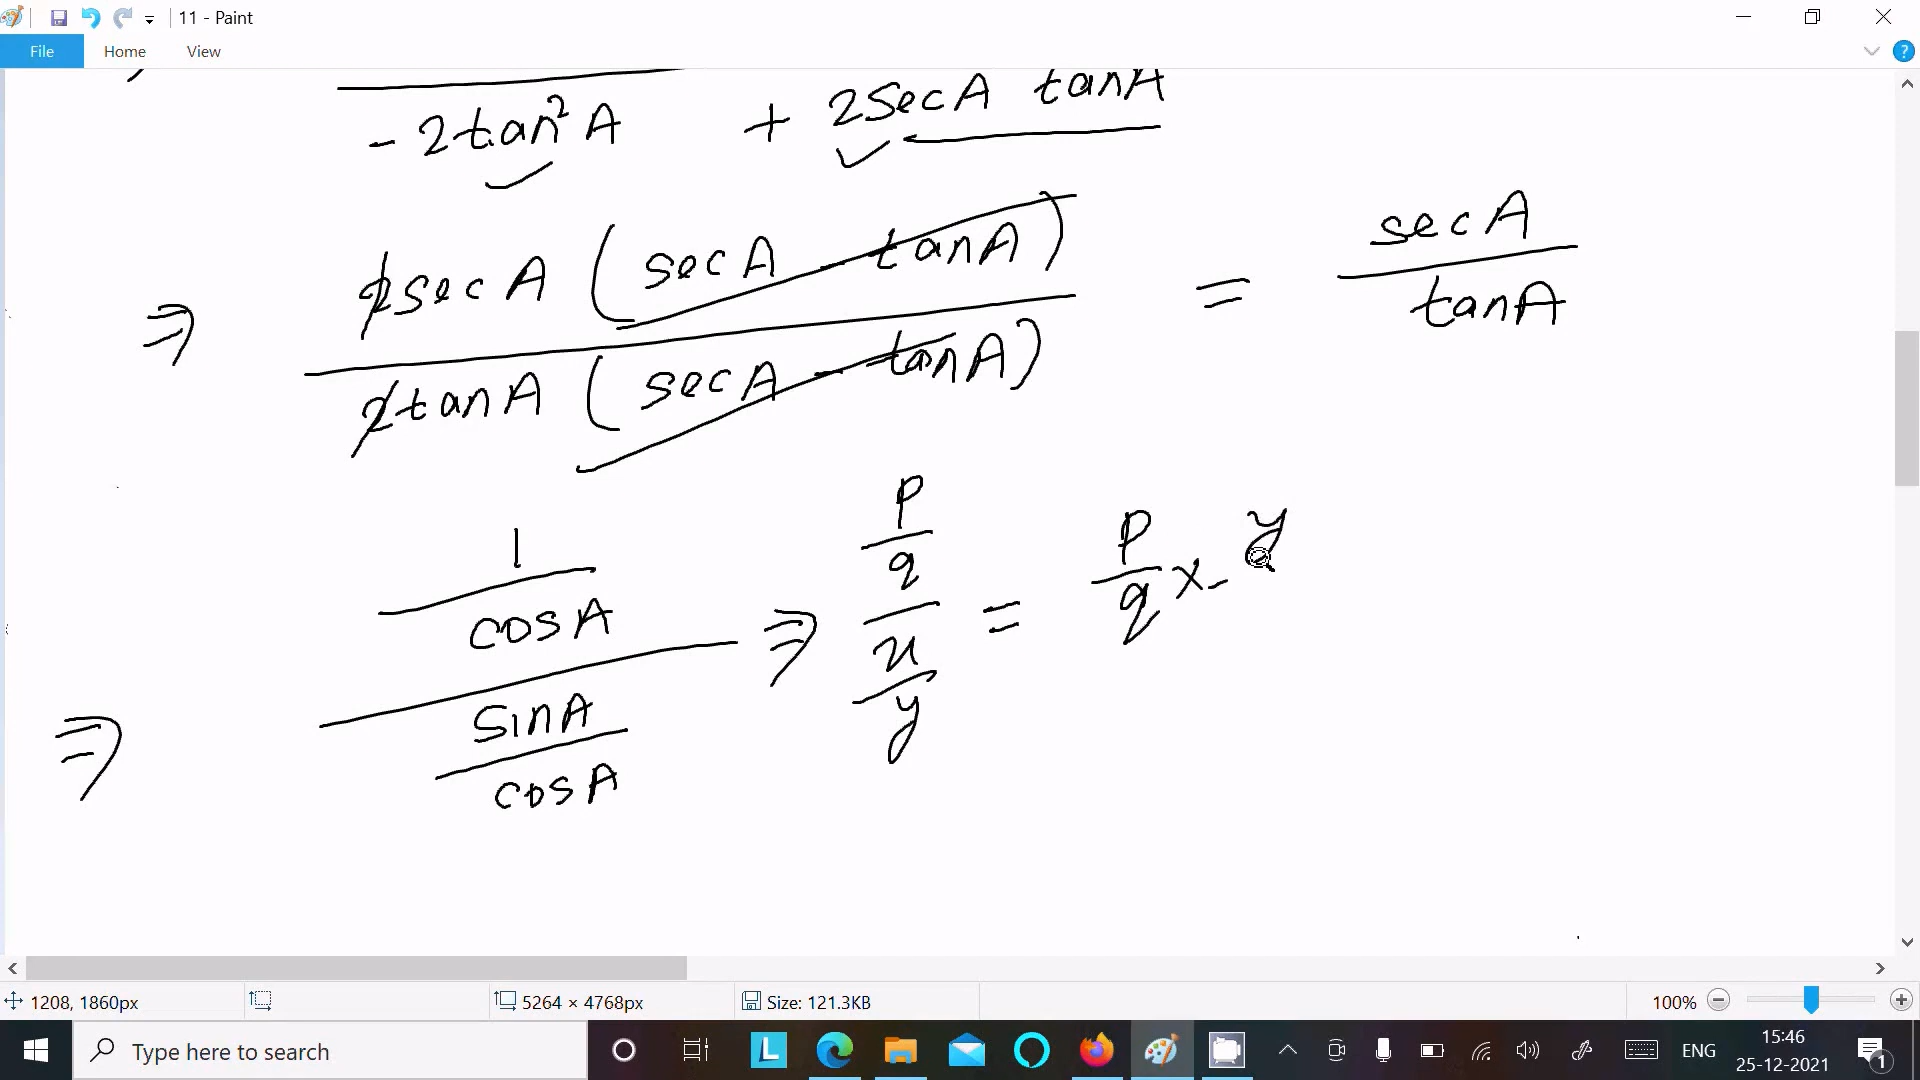 11 - Paint
File Home View
- 2tan²A + 2secA tanA
⇒ 2secA (secA - tanA) / 2tanA (secA - tanA) = secA / tanA
⇒ (1 / cosA) / (sinA / cosA) ⇒ (p/q) / (x/y) = p/q × y
1208, 1860px 5264 × 4768px Size: 121.3KB 100%
Type here to search ENG 15:46
25-12-2021 1